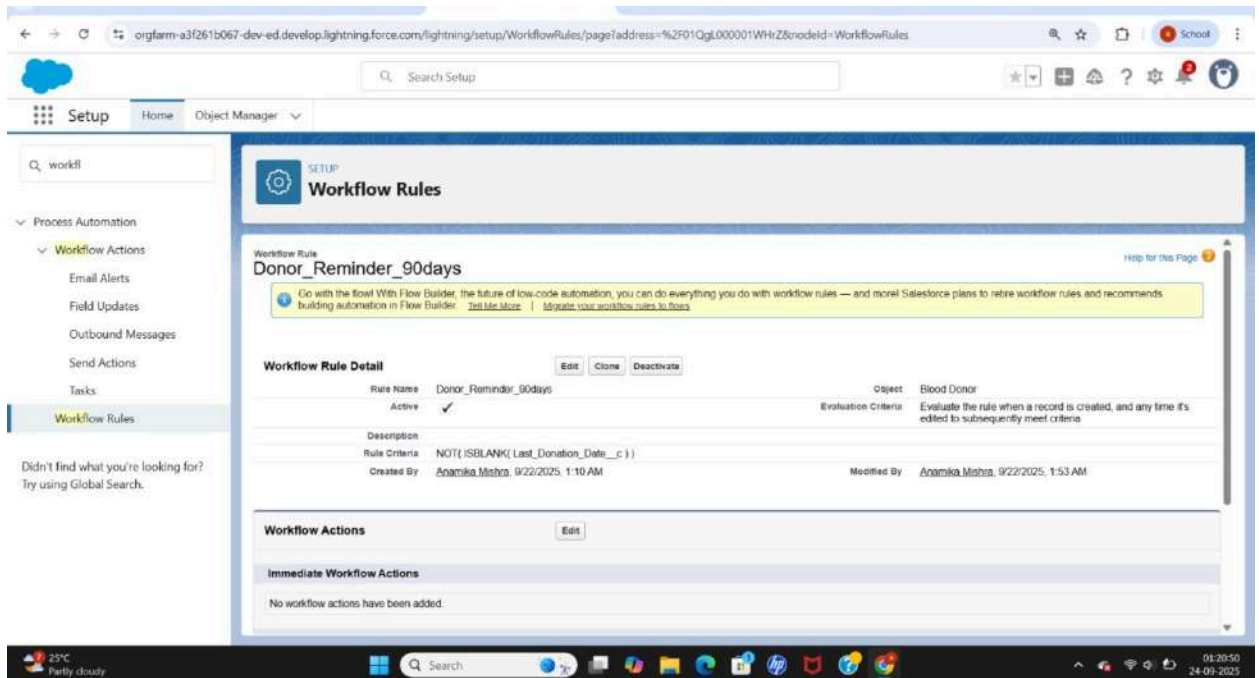 orgfarm-a3f261b067-dev-ed.develop.lightning.force.com/lightning/setup/WorkflowRules/page?address=%2F01QgL000001WHrZ&nodeId=WorkflowRules
School
Search Setup
2
Setup Home Object Manager
workfl
SETUP
Workflow Rules
Process Automation
Workflow Actions
Email Alerts
Field Updates
Outbound Messages
Send Actions
Tasks
Workflow Rules
Didn't find what you're looking for?
Try using Global Search.
Workflow Rule
Donor_Reminder_90days
Help for this Page
Go with the flow! With Flow Builder, the future of low-code automation, you can do everything you do with workflow rules — and more! Salesforce plans to retire workflow rules and recommends
building automation in Flow Builder. Tell Me More | Migrate your workflow rules to flows
Workflow Rule Detail Edit Clone Deactivate
Rule Name Donor_Reminder_90days Object Blood Donor
Active ✓ Evaluation Criteria Evaluate the rule when a record is created, and any time it's
edited to subsequently meet criteria
Description
Rule Criteria NOT( ISBLANK( Last_Donation_Date__c ) )
Created By Anamika Mishra, 9/22/2025, 1:10 AM Modified By Anamika Mishra, 9/22/2025, 1:53 AM
Workflow Actions Edit
Immediate Workflow Actions
No workflow actions have been added.
25°C
Partly cloudy
Search
01:20:50
24-09-2025